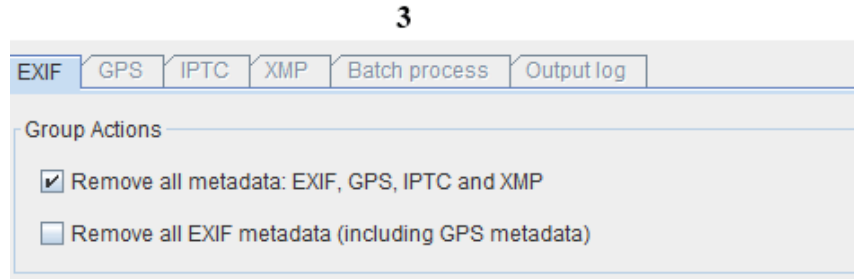 3
EXIF GPS IPTC XMP Batch process Output log
Group Actions
Remove all metadata: EXIF, GPS, IPTC and XMP
Remove all EXIF metadata (including GPS metadata)